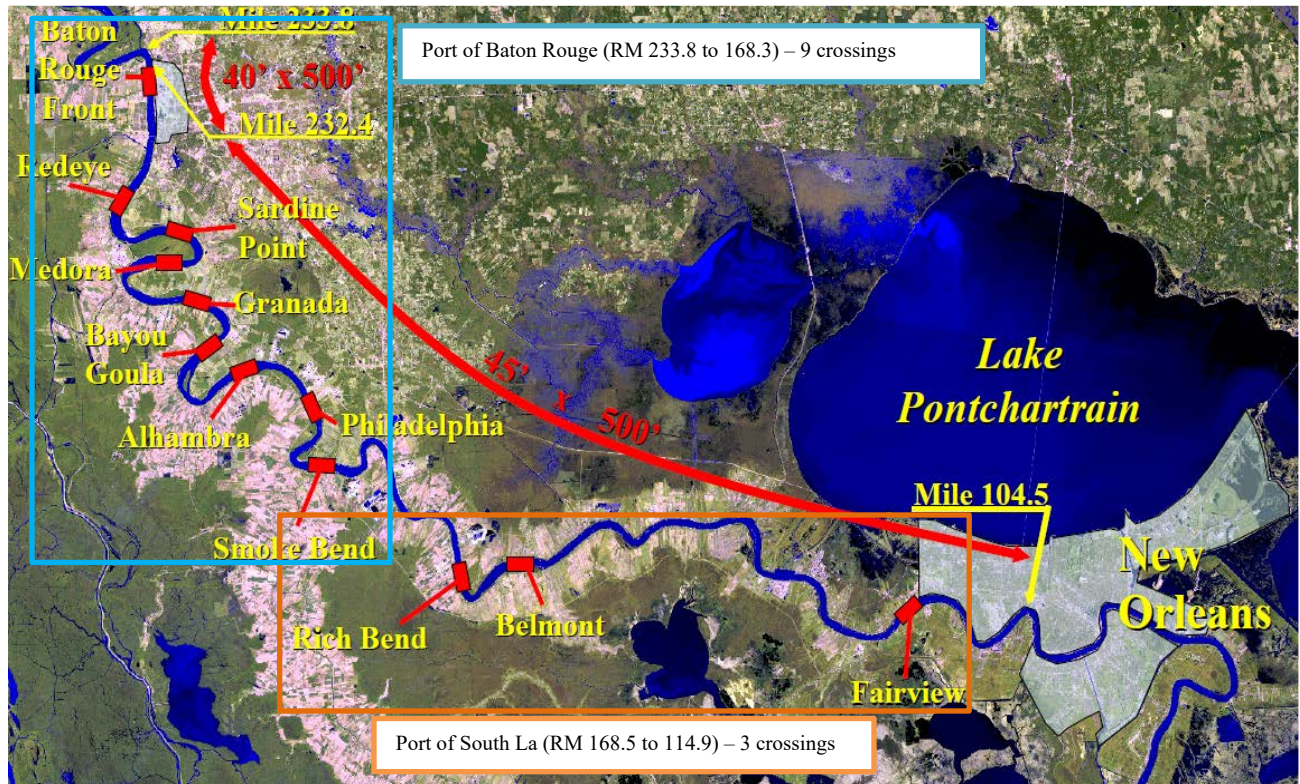 Mile 233.8
Baton
Rouge
Front
Port of Baton Rouge (RM 233.8 to 168.3) – 9 crossings
40’ x 500’
Mile 232.4
Redeye
Sardine
Point
Medora
Granada
Bayou
Goula
Alhambra
Philadelphia
Smoke Bend
45’ x 500’
Lake
Pontchartrain
Mile 104.5
New
Orleans
Rich Bend
Belmont
Fairview
Port of South La (RM 168.5 to 114.9) – 3 crossings